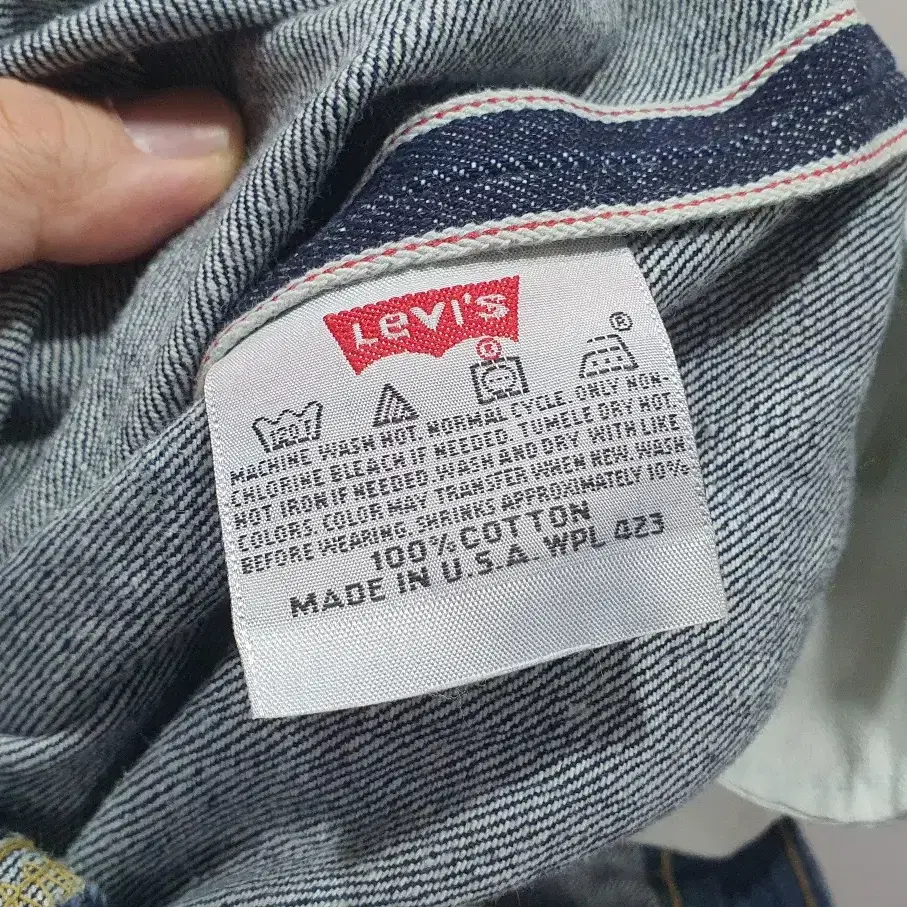 LEVI'S
®
®
MACHINE WASH HOT. NORMAL CYCLE. ONLY NON-
CHLORINE BLEACH IF NEEDED. TUMBLE DRY HOT.
HOT IRON IF NEEDED. WASH AND DRY WITH LIKE
COLORS. COLOR MAY TRANSFER WHEN NEW. WASH
BEFORE WEARING. SHRINKS APPROXIMATELY 10%
100% COTTON
MADE IN U.S.A. WPL 423